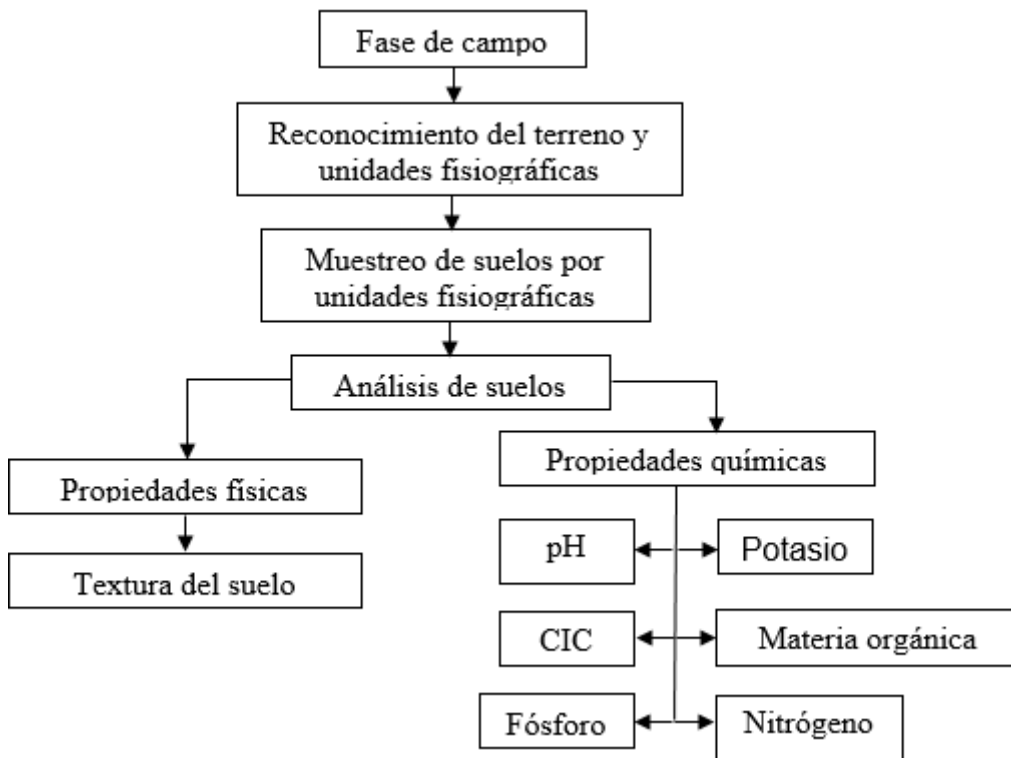 Fase de campo
Reconocimiento del terreno y
unidades fisiográficas
Muestreo de suelos por
unidades fisiográficas
Análisis de suelos
Propiedades físicas
Textura del suelo
Propiedades químicas
pH
Potasio
CIC
Materia orgánica
Fósforo
Nitrógeno